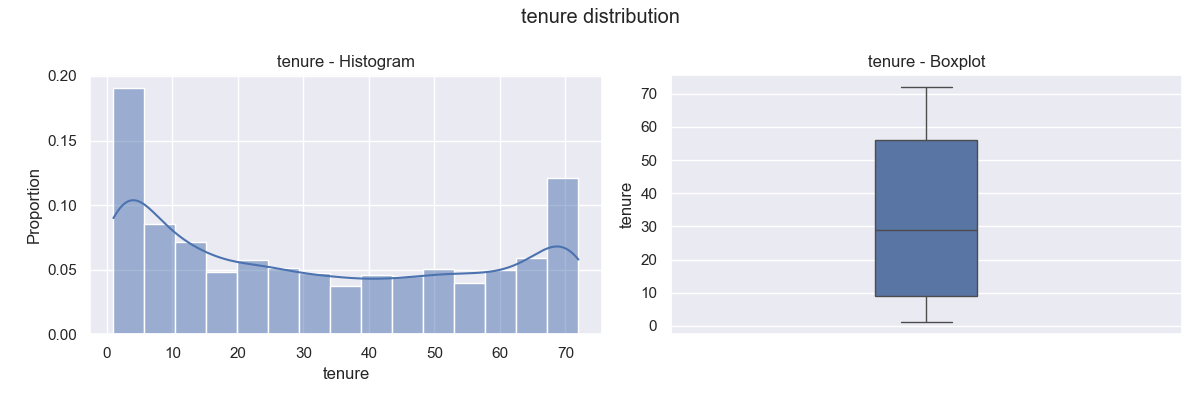 tenure distribution
tenure - Histogram
0.20
0.15
0.10
0.05
0.00
Proportion
0 10 20 30 40 50 60 70
tenure
tenure - Boxplot
70
60
50
40
30
20
10
0
tenure